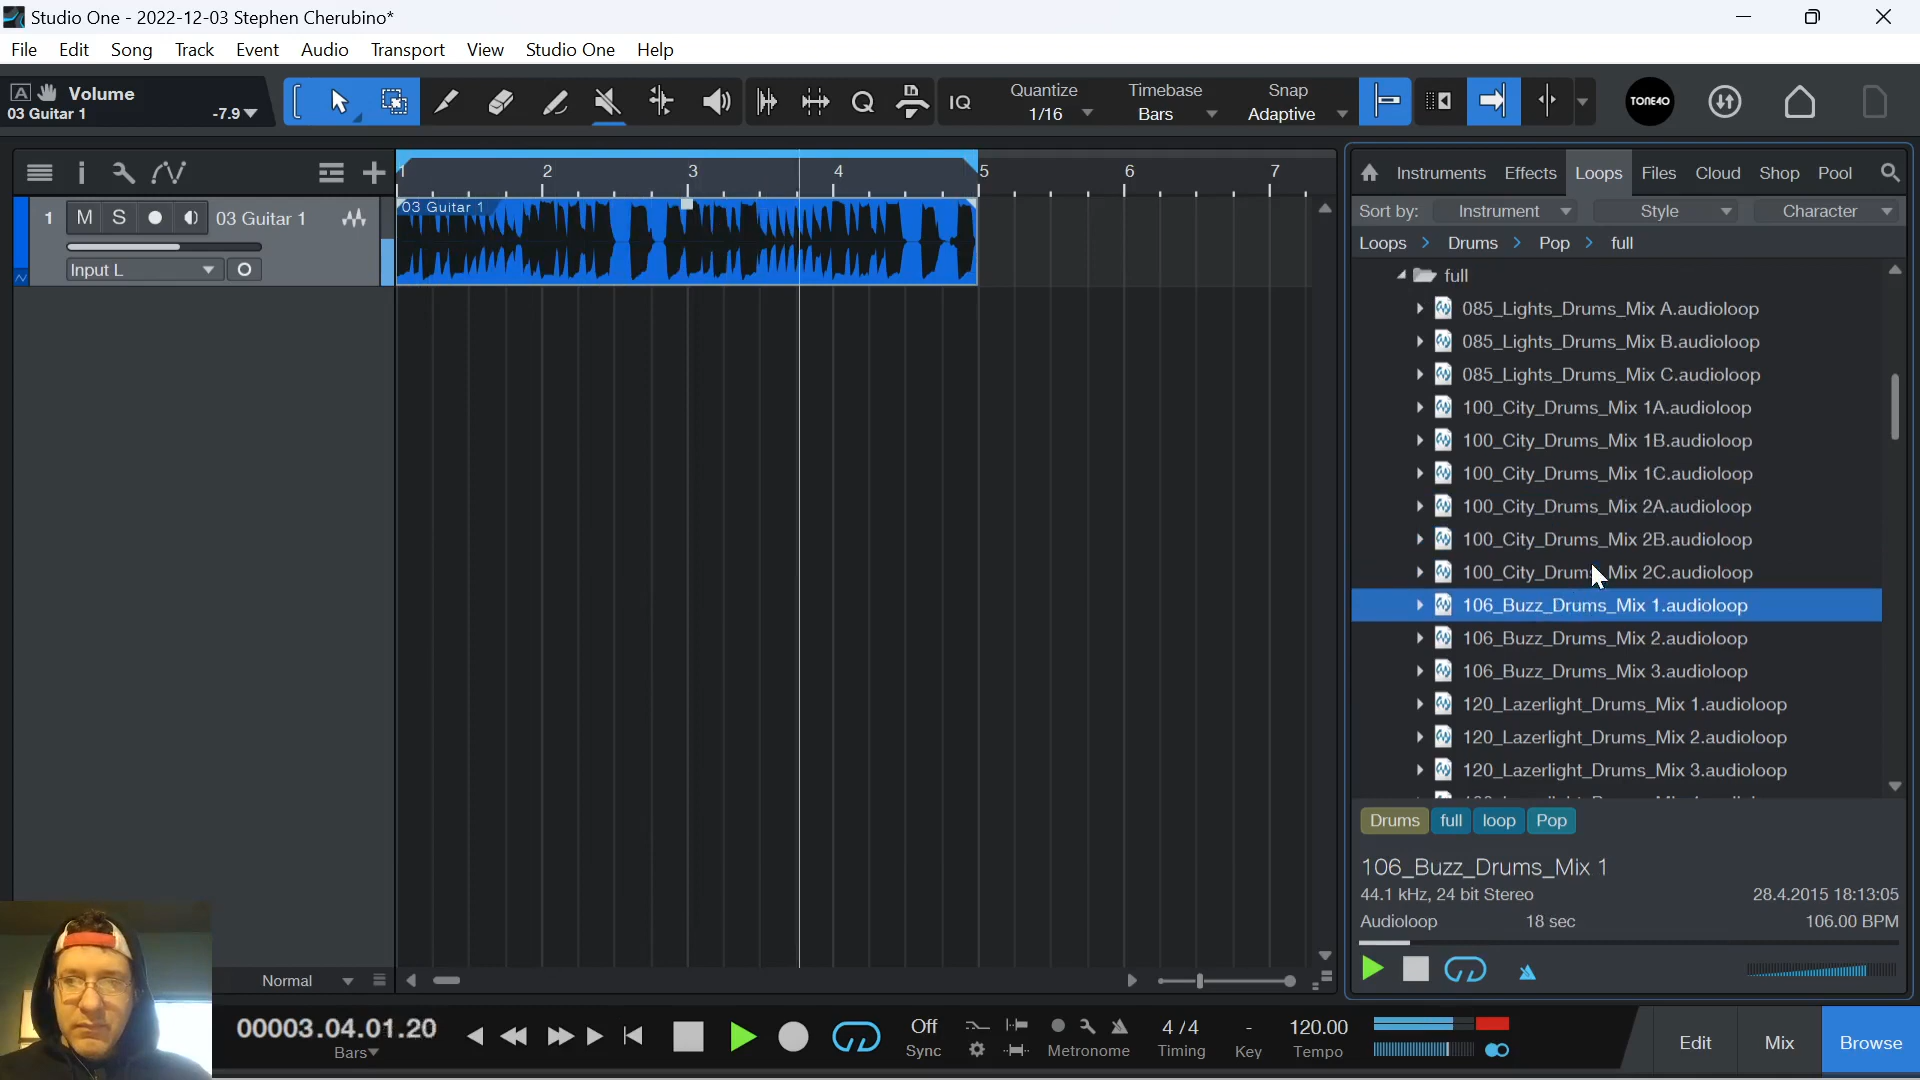 Studio One - 2022-12-03 Stephen Cherubino*
File Edit Song Track Event Audio Transport View Studio One Help
A Volume
03 Guitar 1 -7.9
IQ
Quantize
1/16
Timebase
Bars
Snap
Adaptive
TONE40
i
1 2 3 4 5 6 7
1 M S 03 Guitar 1
Input L
03 Guitar 1
Instruments Effects Loops Files Cloud Shop Pool
Sort by: Instrument Style Character
Loops > Drums > Pop > full
full
085_Lights_Drums_Mix A.audioloop
085_Lights_Drums_Mix B.audioloop
085_Lights_Drums_Mix C.audioloop
100_City_Drums_Mix 1A.audioloop
100_City_Drums_Mix 1B.audioloop
100_City_Drums_Mix 1C.audioloop
100_City_Drums_Mix 2A.audioloop
100_City_Drums_Mix 2B.audioloop
100_City_Drums_Mix 2C.audioloop
106_Buzz_Drums_Mix 1.audioloop
106_Buzz_Drums_Mix 2.audioloop
106_Buzz_Drums_Mix 3.audioloop
120_Lazerlight_Drums_Mix 1.audioloop
120_Lazerlight_Drums_Mix 2.audioloop
120_Lazerlight_Drums_Mix 3.audioloop
Drums full loop Pop
106_Buzz_Drums_Mix 1
44.1 kHz, 24 bit Stereo 28.4.2015 18:13:05
Audioloop 18 sec 106.00 BPM
Normal
00003.04.01.20
Bars
Off
Sync
Metronome
4 / 4
Timing
-
Key
120.00
Tempo
Edit Mix Browse